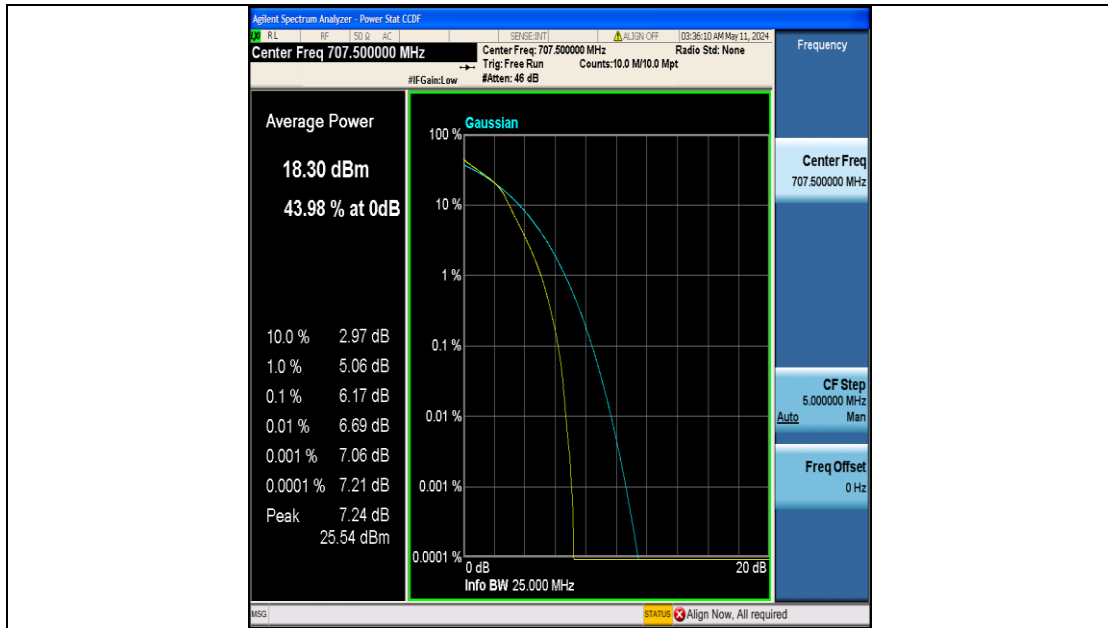 Agilent Spectrum Analyzer - Power Stat CCDF
RL RF 50 Ω AC SENSE:INT ALIGN OFF 03:36:10 AM May 11, 2024
Center Freq 707.500000 MHz
Center Freq: 707.500000 MHz Radio Std: None
Trig: Free Run Counts:10.0 M/10.0 Mpt
#IFGain:Low #Atten: 46 dB
Frequency
Average Power
18.30 dBm
43.98 % at 0dB
10.0 % 2.97 dB
1.0 % 5.06 dB
0.1 % 6.17 dB
0.01 % 6.69 dB
0.001 % 7.06 dB
0.0001 % 7.21 dB
Peak 7.24 dB
25.54 dBm
Gaussian
100 %
10 %
1 %
0.1 %
0.01 %
0.001 %
0.0001 %
0 dB 20 dB
Info BW 25.000 MHz
Center Freq
707.500000 MHz
CF Step
5.000000 MHz
Auto Man
Freq Offset
0 Hz
MSG STATUS Align Now, All required